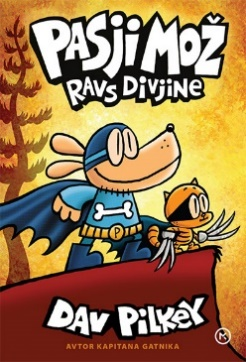 PASJI MOŽ
RAVS DIVJINE
P
DAV PILKEY
M
AVTOR KAPITANA GATNIKA